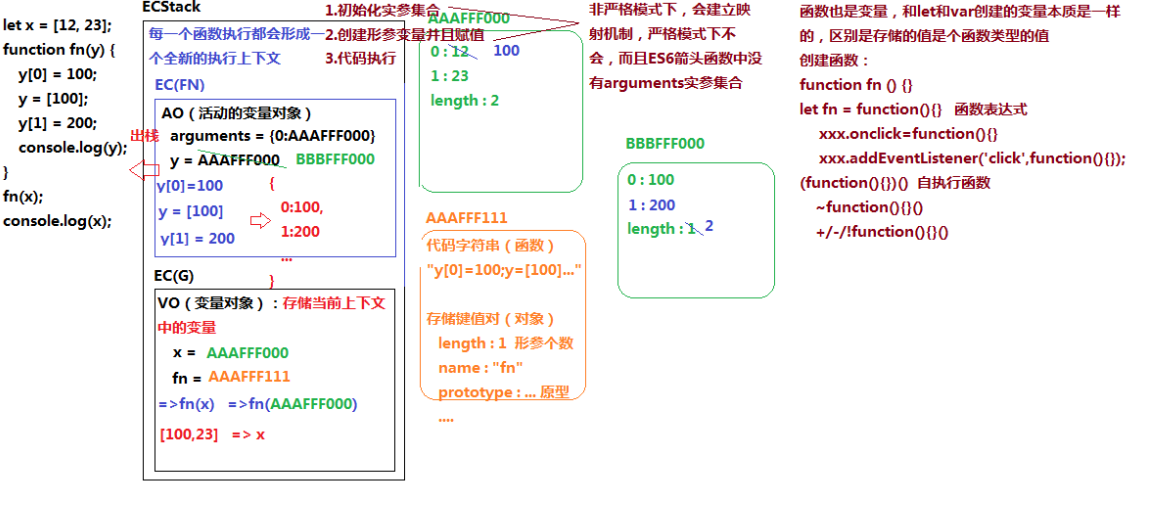 let x = [12, 23];
function fn(y) {
y[0] = 100;
y = [100];
y[1] = 200;
console.log(y);
}
fn(x);
console.log(x);
ECStack
每一个函数执行都会形成一
个全新的执行上下文
1.初始化实参集合
2.创建形参变量并且赋值
3.代码执行
EC(FN)
AO（活动的变量对象）
arguments = {0:AAAFFF000}
y = AAAFFF000 BBBFFF000
出栈
y[0]=100
y = [100]
y[1] = 200
{
0:100,
1:200
...
}
EC(G)
VO（变量对象）：存储当前上下文
中的变量
x = AAAFFF000
fn = AAAFFF111
=>fn(x) =>fn(AAAFFF000)
[100,23] => x
AAAFFF000
0 : 12 100
1 : 23
length : 2
AAAFFF111
代码字符串（函数）
"y[0]=100;y=[100]..."
存储键值对（对象）
length : 1 形参个数
name : "fn"
prototype : ... 原型
....
非严格模式下，会建立映
射机制，严格模式下不
会，而且ES6箭头函数中没
有arguments实参集合
BBBFFF000
0 : 100
1 : 200
length : 1 2
函数也是变量，和let和var创建的变量本质是一样
的，区别是存储的值是个函数类型的值
创建函数：
function fn () {}
let fn = function(){} 函数表达式
xxx.onclick=function(){}
xxx.addEventListener('click',function(){});
(function(){})() 自执行函数
~function(){}()
+/-/!function(){}()